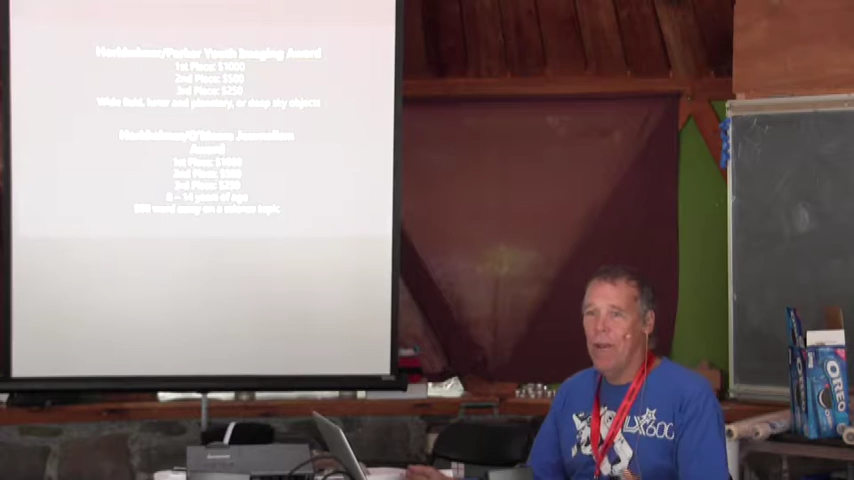 Youth Imaging Award
1st Place: $1000
2nd Place: $500
3rd Place: $250
Wide field, lunar and planetary, or deep sky objects
Journalism
Award
1st Place: $1000
2nd Place: $500
3rd Place: $250
8 – 14 years of age
500 word essay on a science topic
LX600
OREO